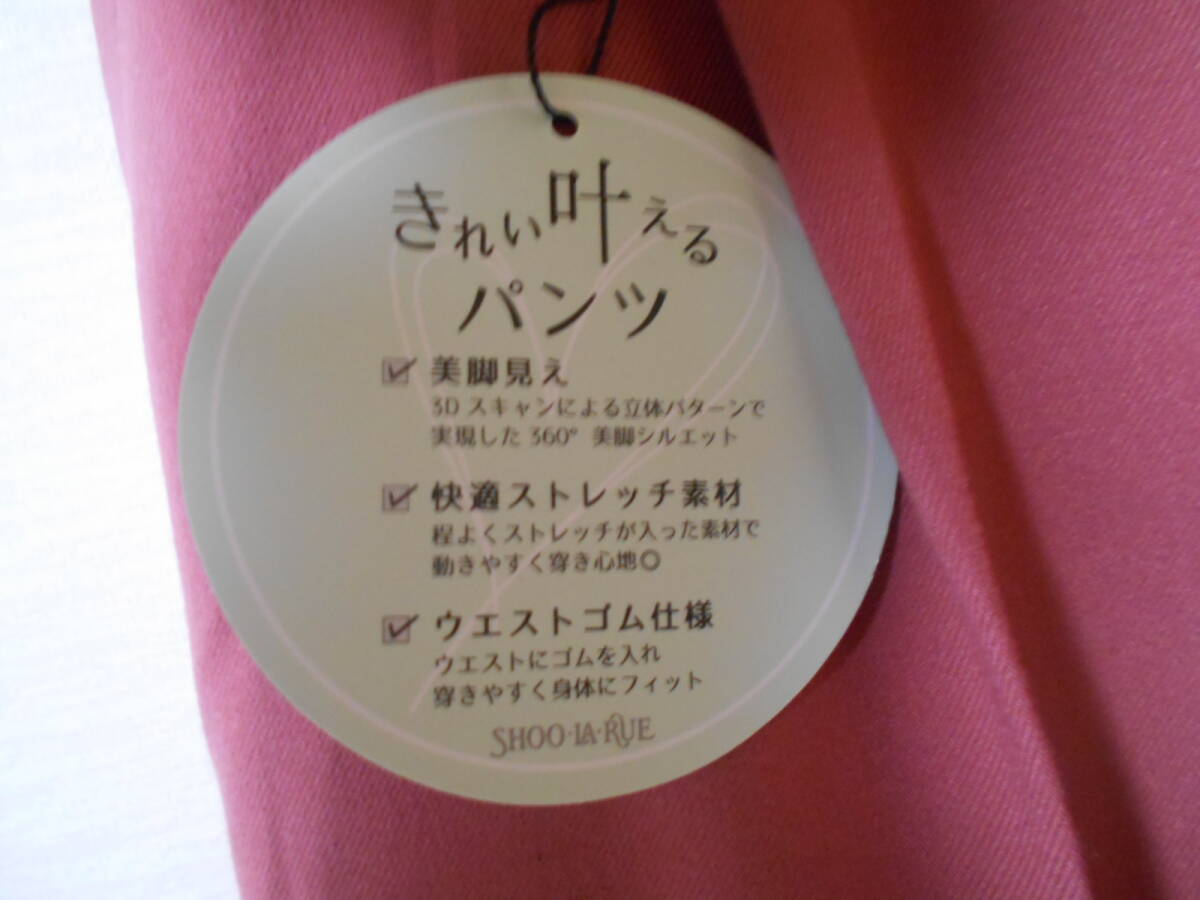 きれい叶える
パンツ
美脚見え
3Dスキャンによる立体パターンで
実現した360° 美脚シルエット
快適ストレッチ素材
程よくストレッチが入った素材で
動きやすく穿き心地◎
ウエストゴム仕様
ウエストにゴムを入れ
穿きやすく身体にフィット
SHOO・LA・RUE